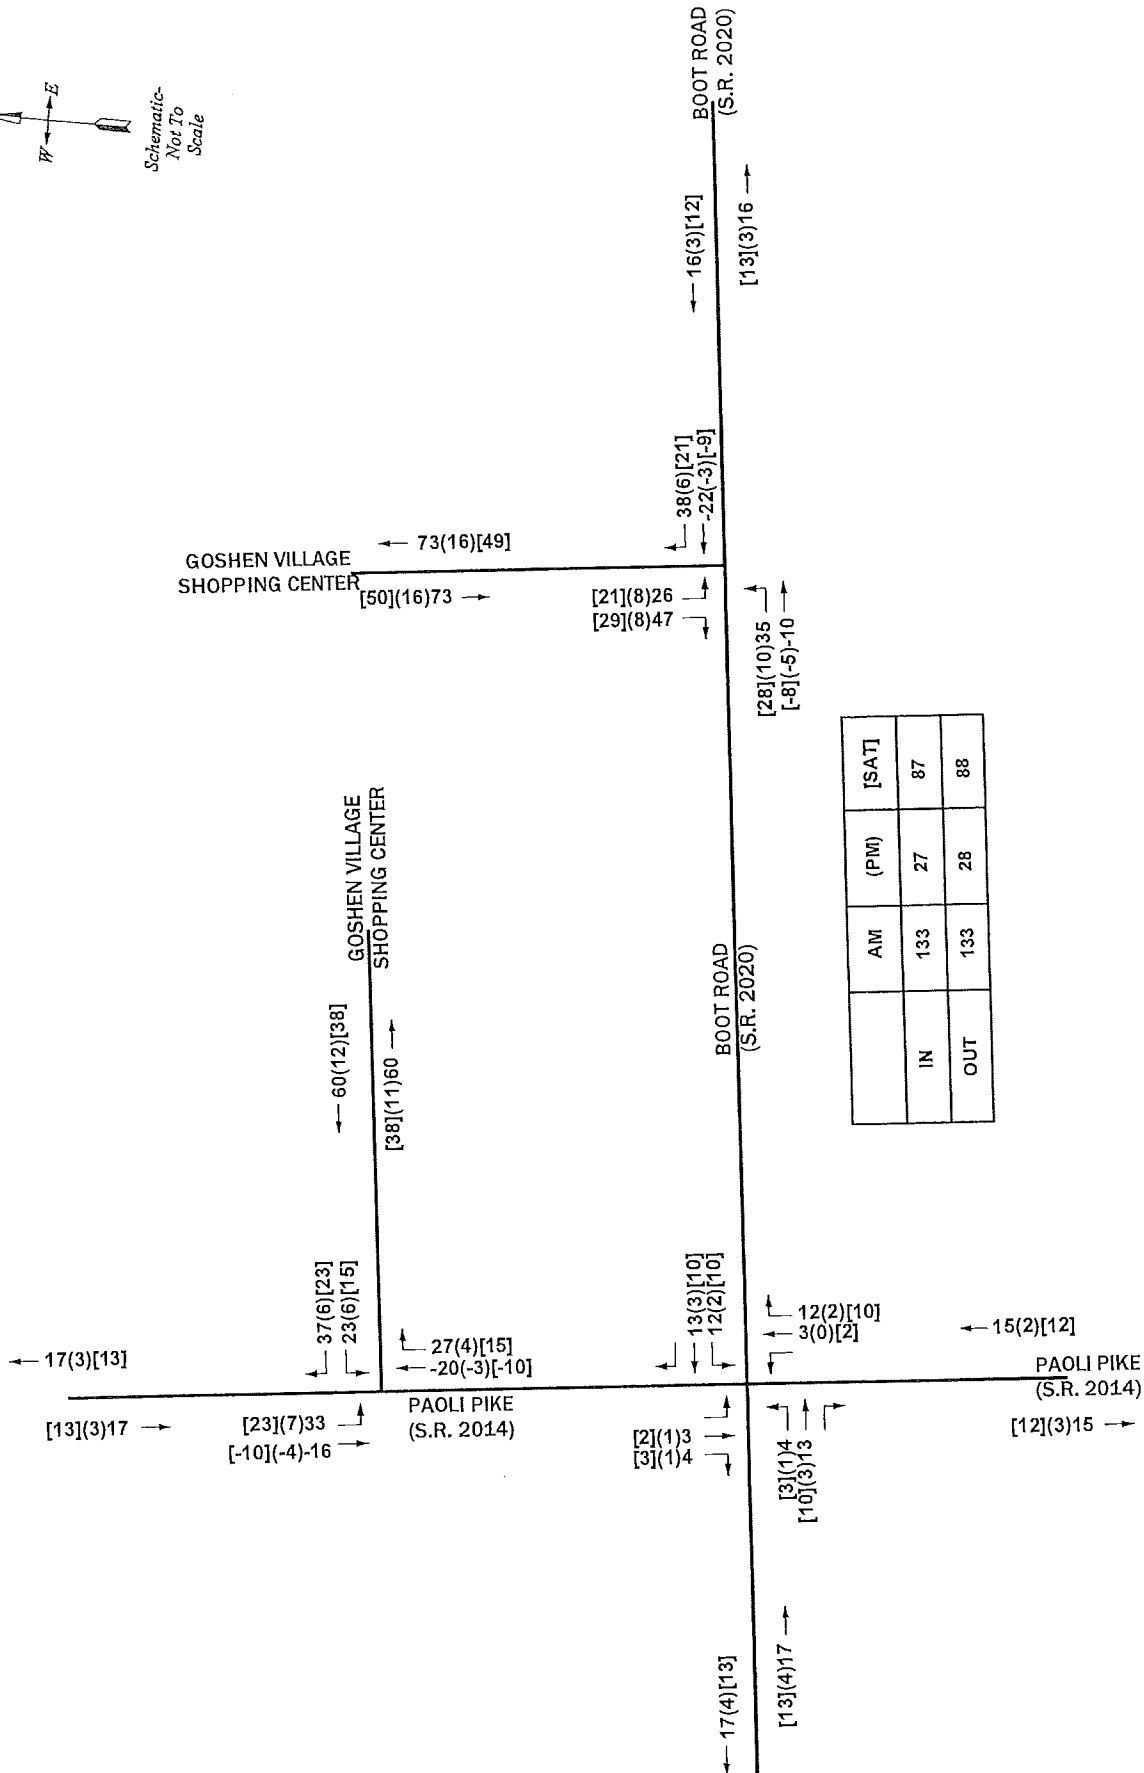 W E
Schematic-
Not To
Scale
BOOT ROAD
(S.R. 2020)
16(3)[12]
[13](3)16
38(6)[21]
-22(-3)[-9]
73(16)[49]
GOSHEN VILLAGE
SHOPPING CENTER
[50](16)73
[21](8)26
[29](8)47
[28](10)35
[-8](-5)-10
GOSHEN VILLAGE
SHOPPING CENTER
60(12)[38]
[38](11)60
BOOT ROAD
(S.R. 2020)
AM (PM) [SAT]
IN 133 27 87
OUT 133 28 88
37(6)[23]
23(6)[15]
17(3)[13]
27(4)[15]
-20(-3)[-10]
[13](3)17
[23](7)33
[-10](-4)-16
PAOLI PIKE
(S.R. 2014)
13(3)[10]
12(2)[10]
[2](1)3
[3](1)4
12(2)[10]
3(0)[2]
15(2)[12]
PAOLI PIKE
(S.R. 2014)
[12](3)15
[3](1)4
[10](3)13
17(4)[13]
[13](4)17